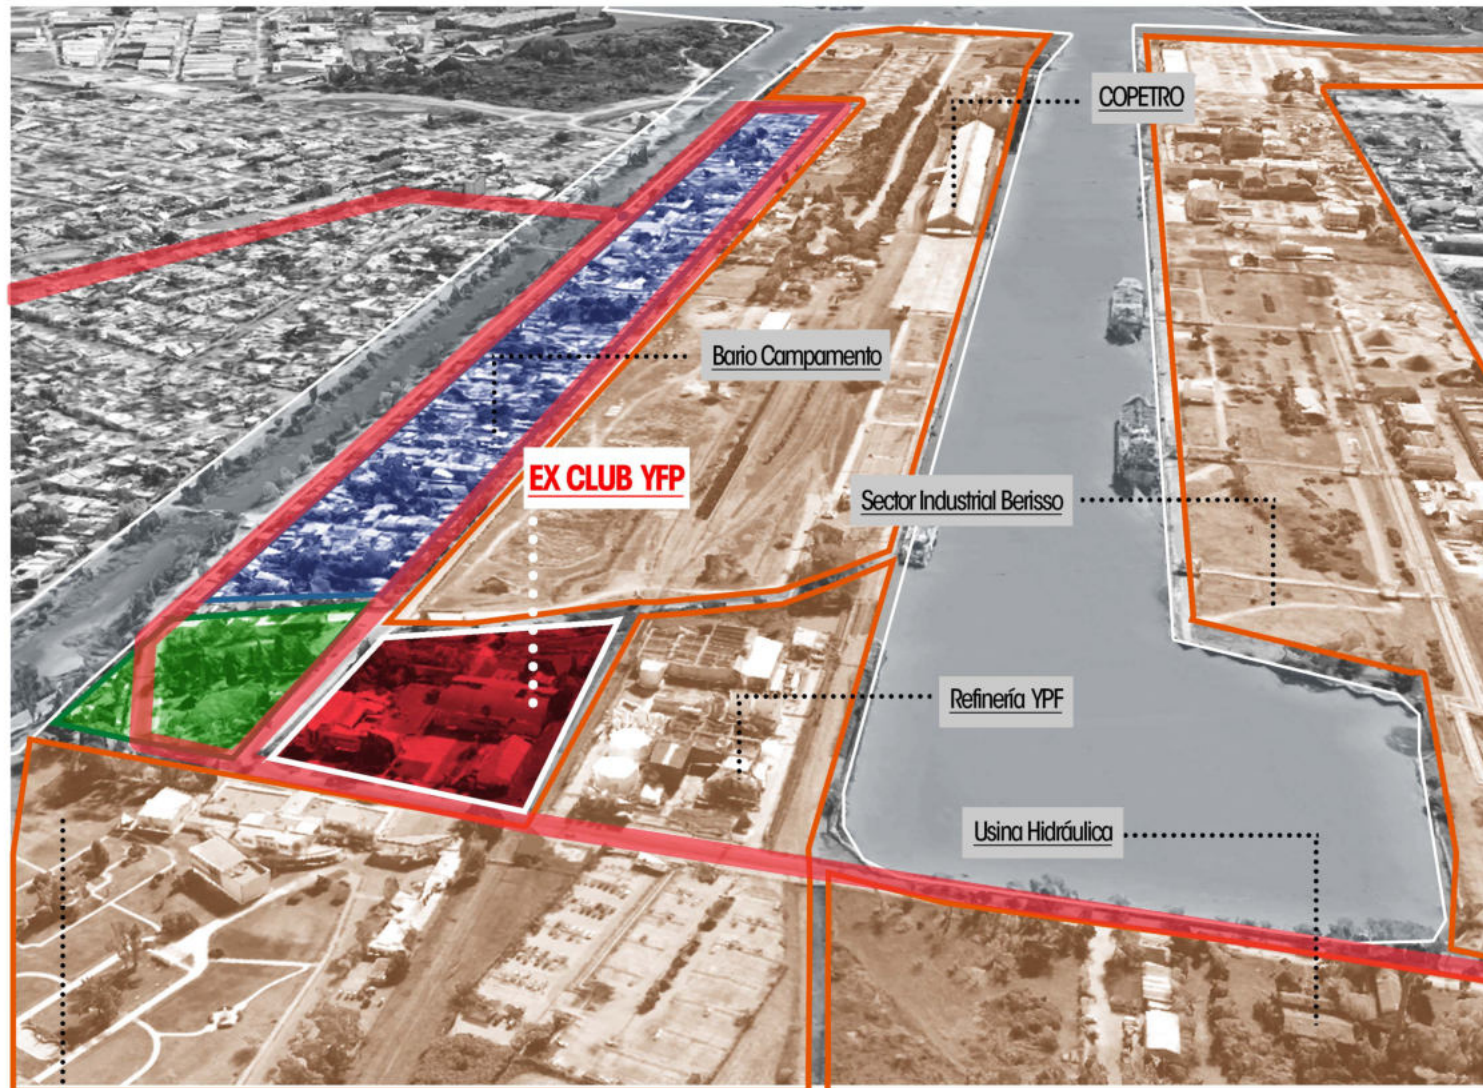 COPETRO
Bario Campamento
EX CLUB YFP
Sector Industrial Berisso
Refinería YPF
Usina Hidráulica